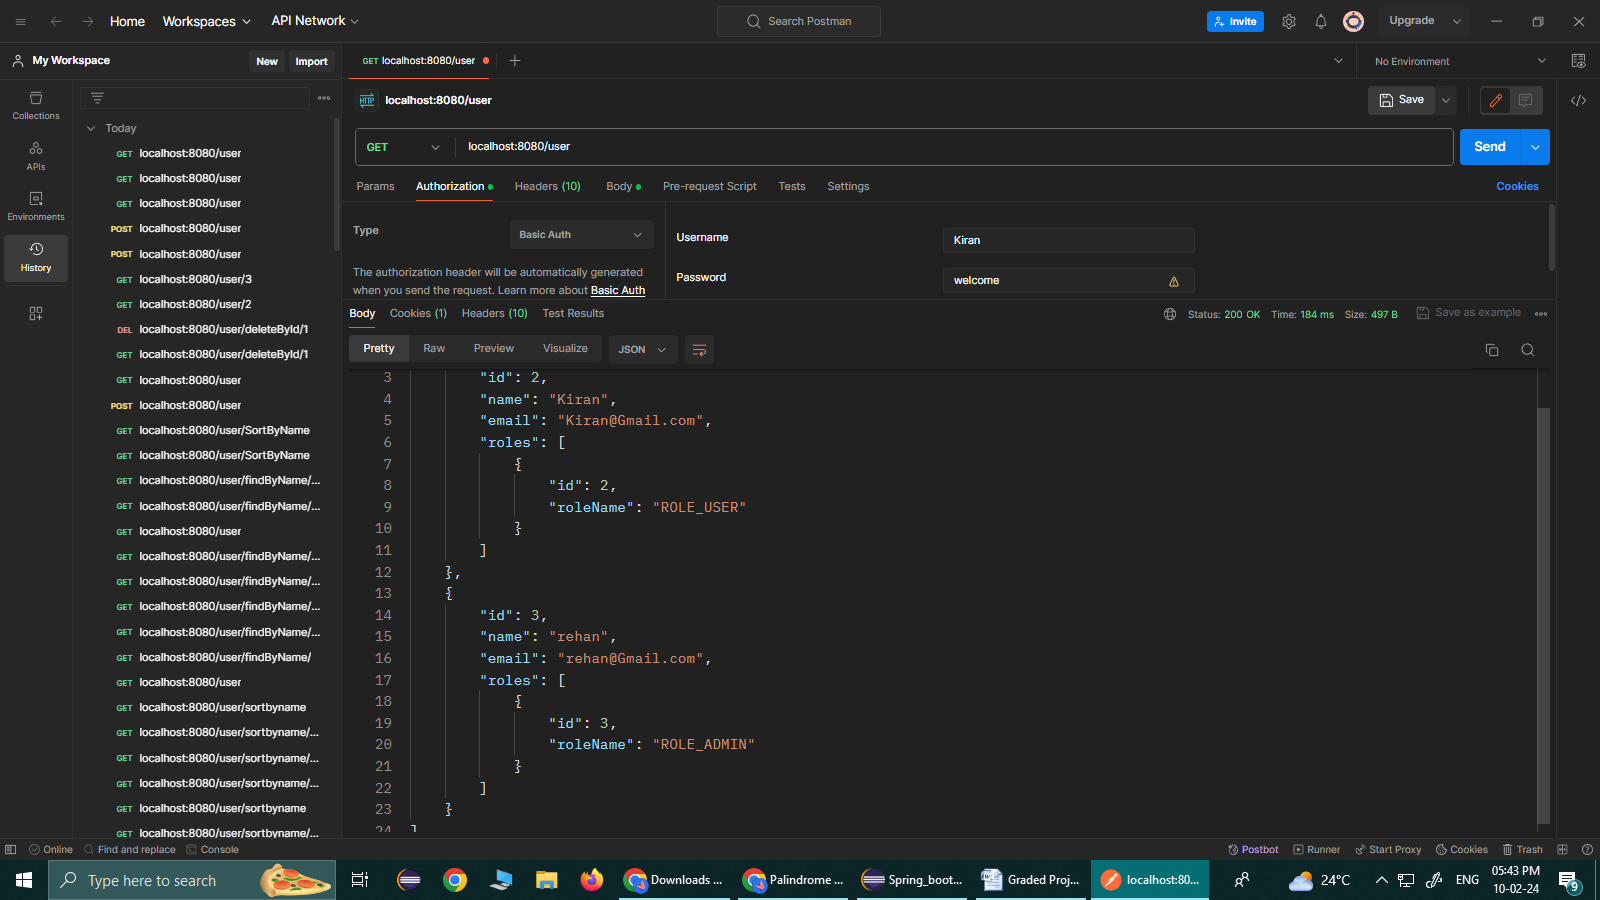 Home Workspaces API Network Search Postman Invite Upgrade
My Workspace New Import GET localhost:8080/user No Environment
HTTP localhost:8080/user Save
Collections
APIs
Environments
History
Today
GET localhost:8080/user
GET localhost:8080/user
GET localhost:8080/user
POST localhost:8080/user
POST localhost:8080/user
GET localhost:8080/user/3
GET localhost:8080/user/2
DEL localhost:8080/user/deleteById/1
GET localhost:8080/user/deleteById/1
GET localhost:8080/user
POST localhost:8080/user
GET localhost:8080/user/SortByName
GET localhost:8080/user/SortByName
GET localhost:8080/user/findByName/...
GET localhost:8080/user/findByName/...
GET localhost:8080/user
GET localhost:8080/user/findByName/...
GET localhost:8080/user/findByName/...
GET localhost:8080/user/findByName/...
GET localhost:8080/user/findByName/...
GET localhost:8080/user/findByName/
GET localhost:8080/user
GET localhost:8080/user/sortbyname
GET localhost:8080/user/sortbyname/...
GET localhost:8080/user/sortbyname/...
GET localhost:8080/user/sortbyname/...
GET localhost:8080/user/sortbyname
GET localhost:8080/user/sortbyname/...
GET localhost:8080/user Send
Params Authorization Headers (10) Body Pre-request Script Tests Settings Cookies
Type Basic Auth
The authorization header will be automatically generated
when you send the request. Learn more about Basic Auth
Username Kiran
Password welcome
Body Cookies (1) Headers (10) Test Results Status: 200 OK Time: 184 ms Size: 497 B Save as example
Pretty Raw Preview Visualize JSON
3 "id": 2,
4 "name": "Kiran",
5 "email": "Kiran@Gmail.com",
6 "roles": [
7 {
8 "id": 2,
9 "roleName": "ROLE_USER"
10 }
11 ]
12 },
13 {
14 "id": 3,
15 "name": "rehan",
16 "email": "rehan@Gmail.com",
17 "roles": [
18 {
19 "id": 3,
20 "roleName": "ROLE_ADMIN"
21 }
22 ]
23 }
24 ]
Online Find and replace Console Postbot Runner Start Proxy Cookies Trash
Type here to search Downloads ... Palindrome ... Spring_boot... Graded Proj... localhost:80... 24°C ENG 05:43 PM
10-02-24 9